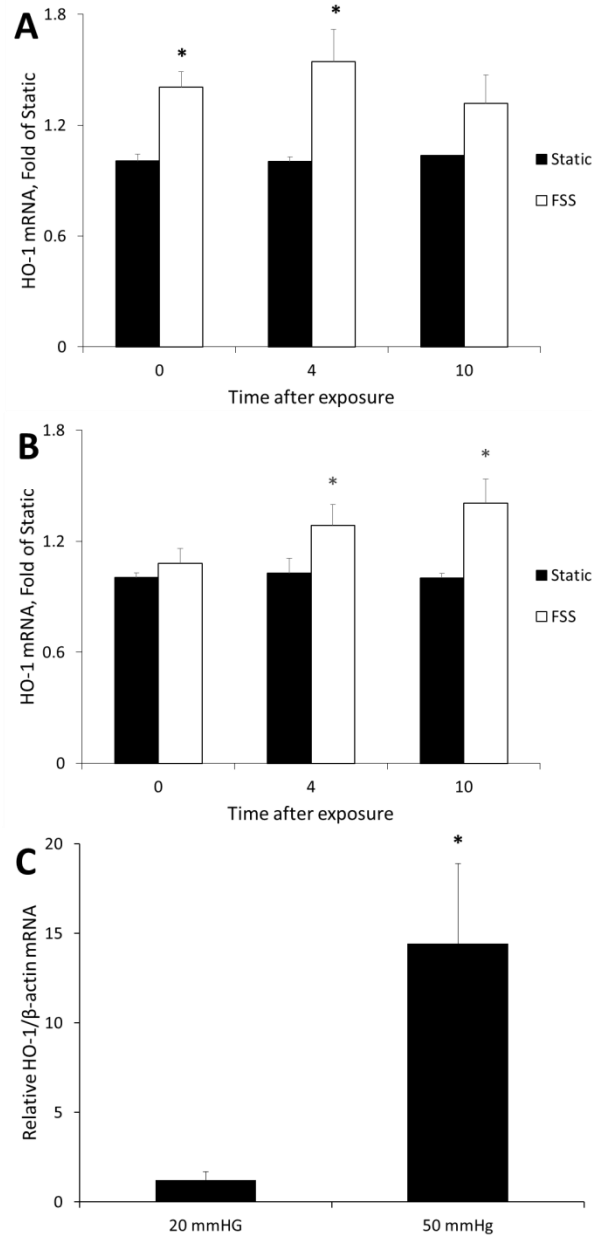 A
HO-1 mRNA, Fold of Static
1.8
1.2
0.6
0
*
*
Static
FSS
0
4
10
Time after exposure
B
HO-1 mRNA, Fold of Static
1.8
1.2
0.6
0
*
*
Static
FSS
0
4
10
Time after exposure
C
Relative HO-1/β-actin mRNA
20
15
10
5
0
*
20 mmHG
50 mmHg